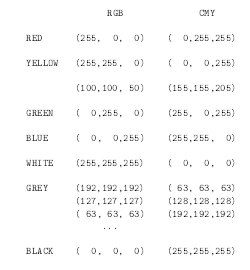 RGB CMY
RED (255, 0, 0) ( 0,255,255)
YELLOW (255,255, 0) ( 0, 0,255)
(100,100, 50) (155,155,205)
GREEN ( 0,255, 0) (255, 0,255)
BLUE ( 0, 0,255) (255,255, 0)
WHITE (255,255,255) ( 0, 0, 0)
GREY (192,192,192) ( 63, 63, 63)
(127,127,127) (128,128,128)
( 63, 63, 63) (192,192,192)
...
BLACK ( 0, 0, 0) (255,255,255)